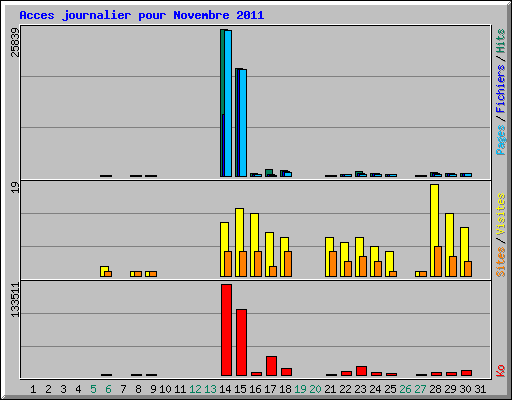 Acces journalier pour Novembre 2011
25839
Pages/Fichiers/Hits
19
Sites/Visites
133511
Ko
1 2 3 4 5 6 7 8 9 10 11 12 13 14 15 16 17 18 19 20 21 22 23 24 25 26 27 28 29 30 31